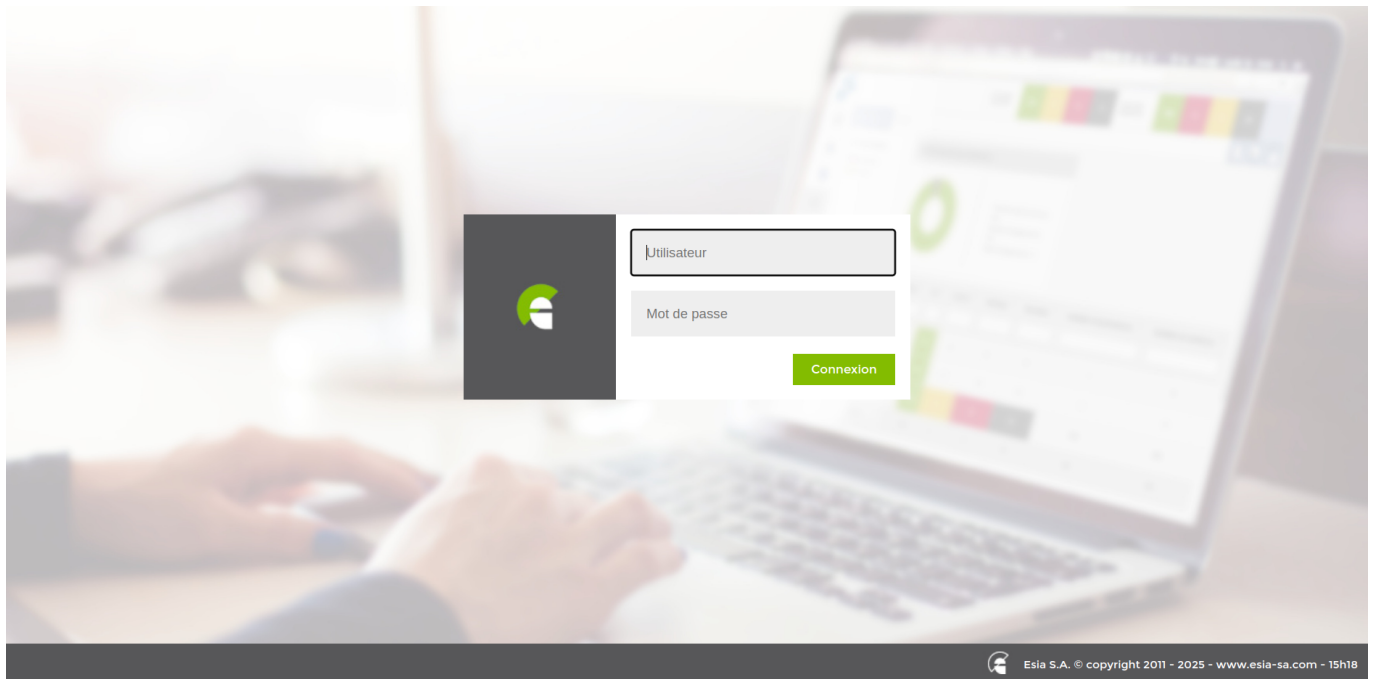 Utilisateur
Mot de passe
Connexion
Esia S.A. © copyright 2011 - 2025 - www.esia-sa.com - 15h18